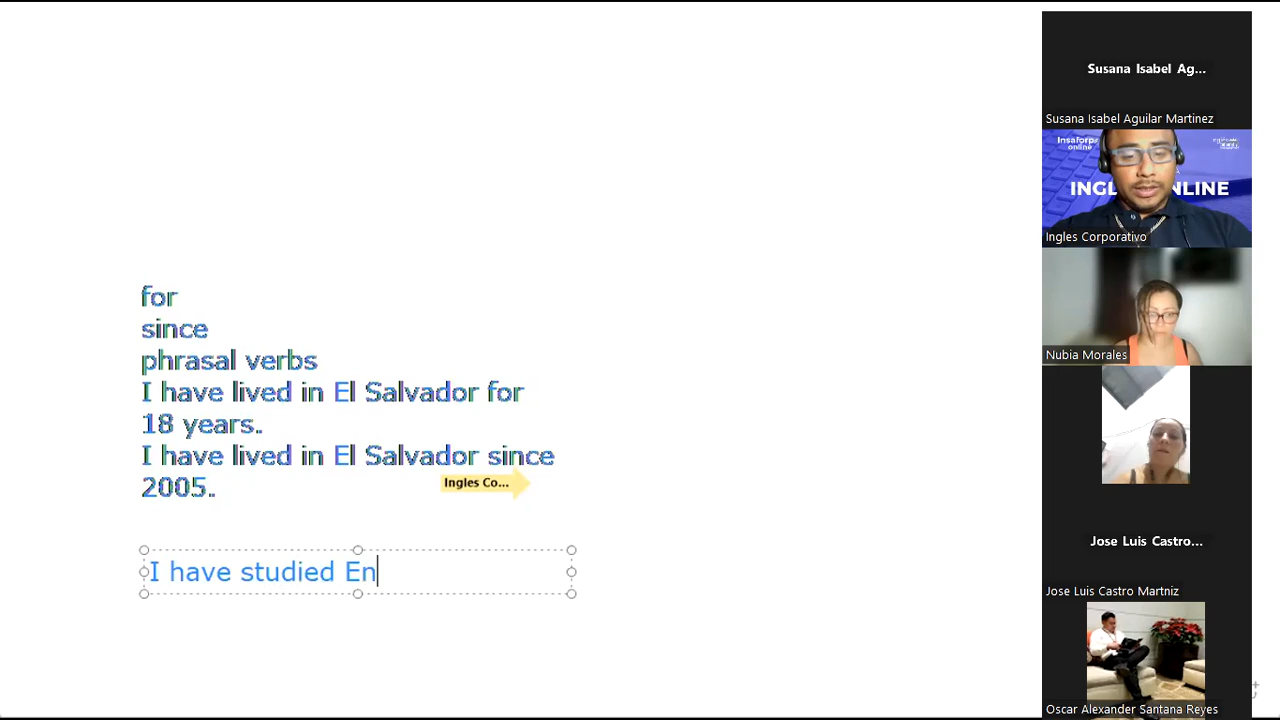 for
since
phrasal verbs
I have lived in El Salvador for
18 years.
I have lived in El Salvador since
2005.
Ingles Co...
I have studied En
Susana Isabel Ag...
Susana Isabel Aguilar Martinez
Insaforp
online
Ingles Corporativo
Nubia Morales
Jose Luis Castro...
Jose Luis Castro Martniz
Oscar Alexander Santana Reyes